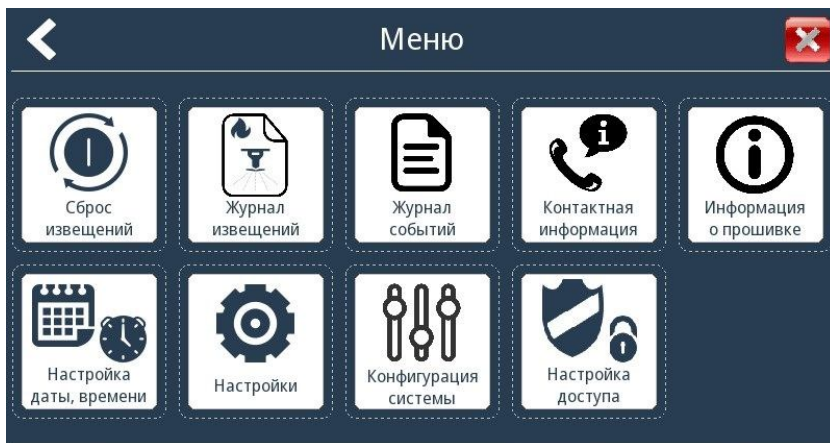 Меню
Сброс
извещений
Журнал
извещений
Журнал
событий
Контактная
информация
Информация
о прошивке
Настройка
даты, времени
Настройки
Конфигурация
системы
Настройка
доступа